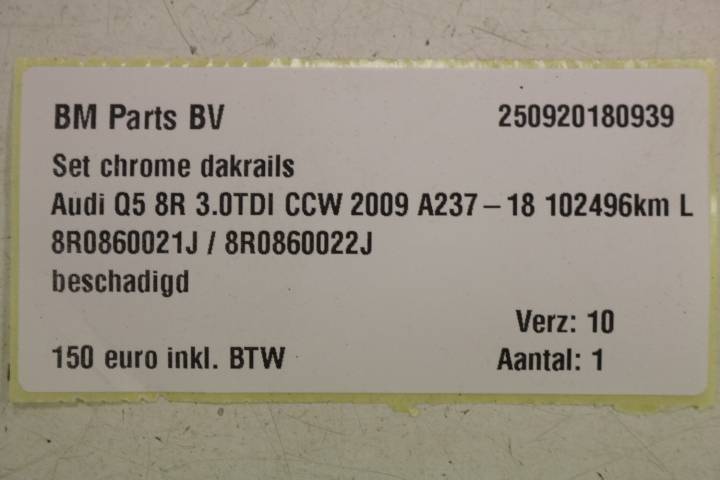 BM Parts BV 250920180939
Set chrome dakrails
Audi Q5 8R 3.0TDI CCW 2009 A237-18 102496km L
8R0860021J / 8R0860022J
beschadigd
Verz: 10
150 euro inkl. BTW Aantal: 1